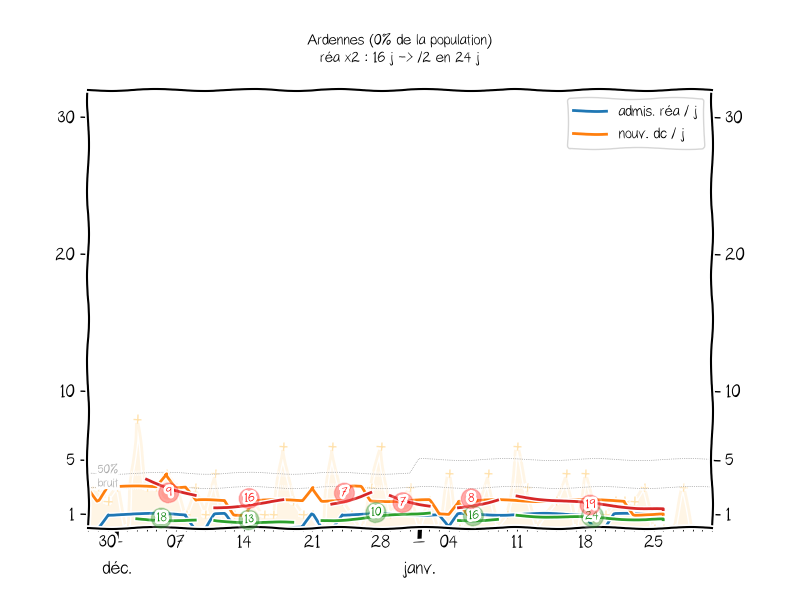 Ardennes (0% de la population)
réa x2 : 16 j -> /2 en 24 j
admis. réa / j
nouv. dc / j
30 30
20 20
10 10
5 5
1 1
50%
bruit
9 16 7 7 8 19
18 13 10 16 24
30 07 14 21 28 04 11 18 25
déc. janv.